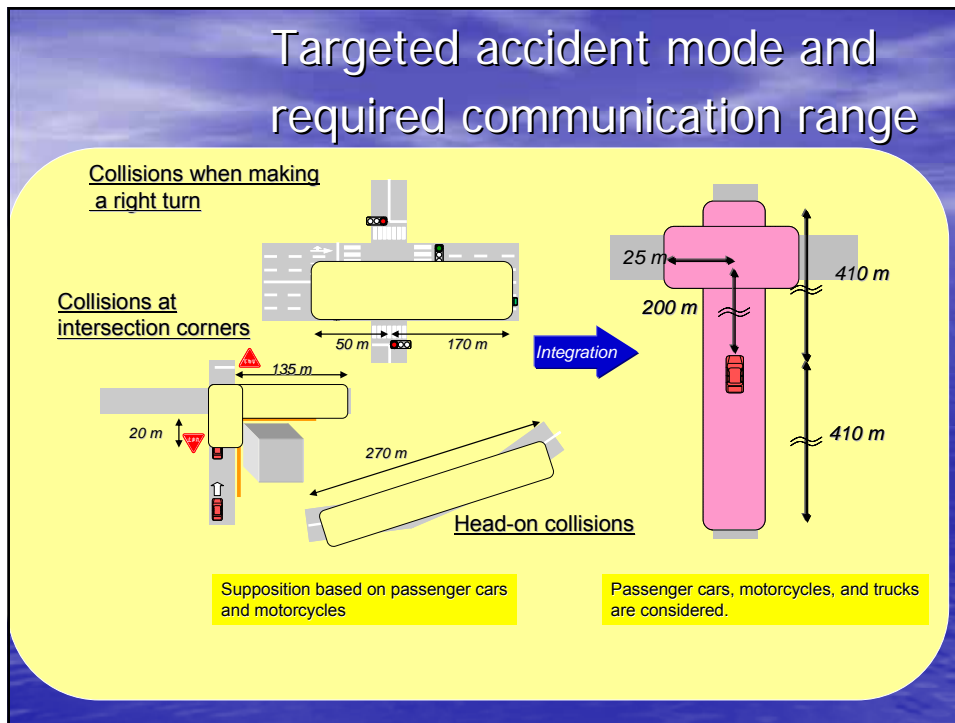 Targeted accident mode and
required communication range
Collisions when making
a right turn
50 m
170 m
Collisions at
intersection corners
135 m
20 m
270 m
Head-on collisions
Integration
25 m
200 m
410 m
410 m
Supposition based on passenger cars
and motorcycles
Passenger cars, motorcycles, and trucks
are considered.